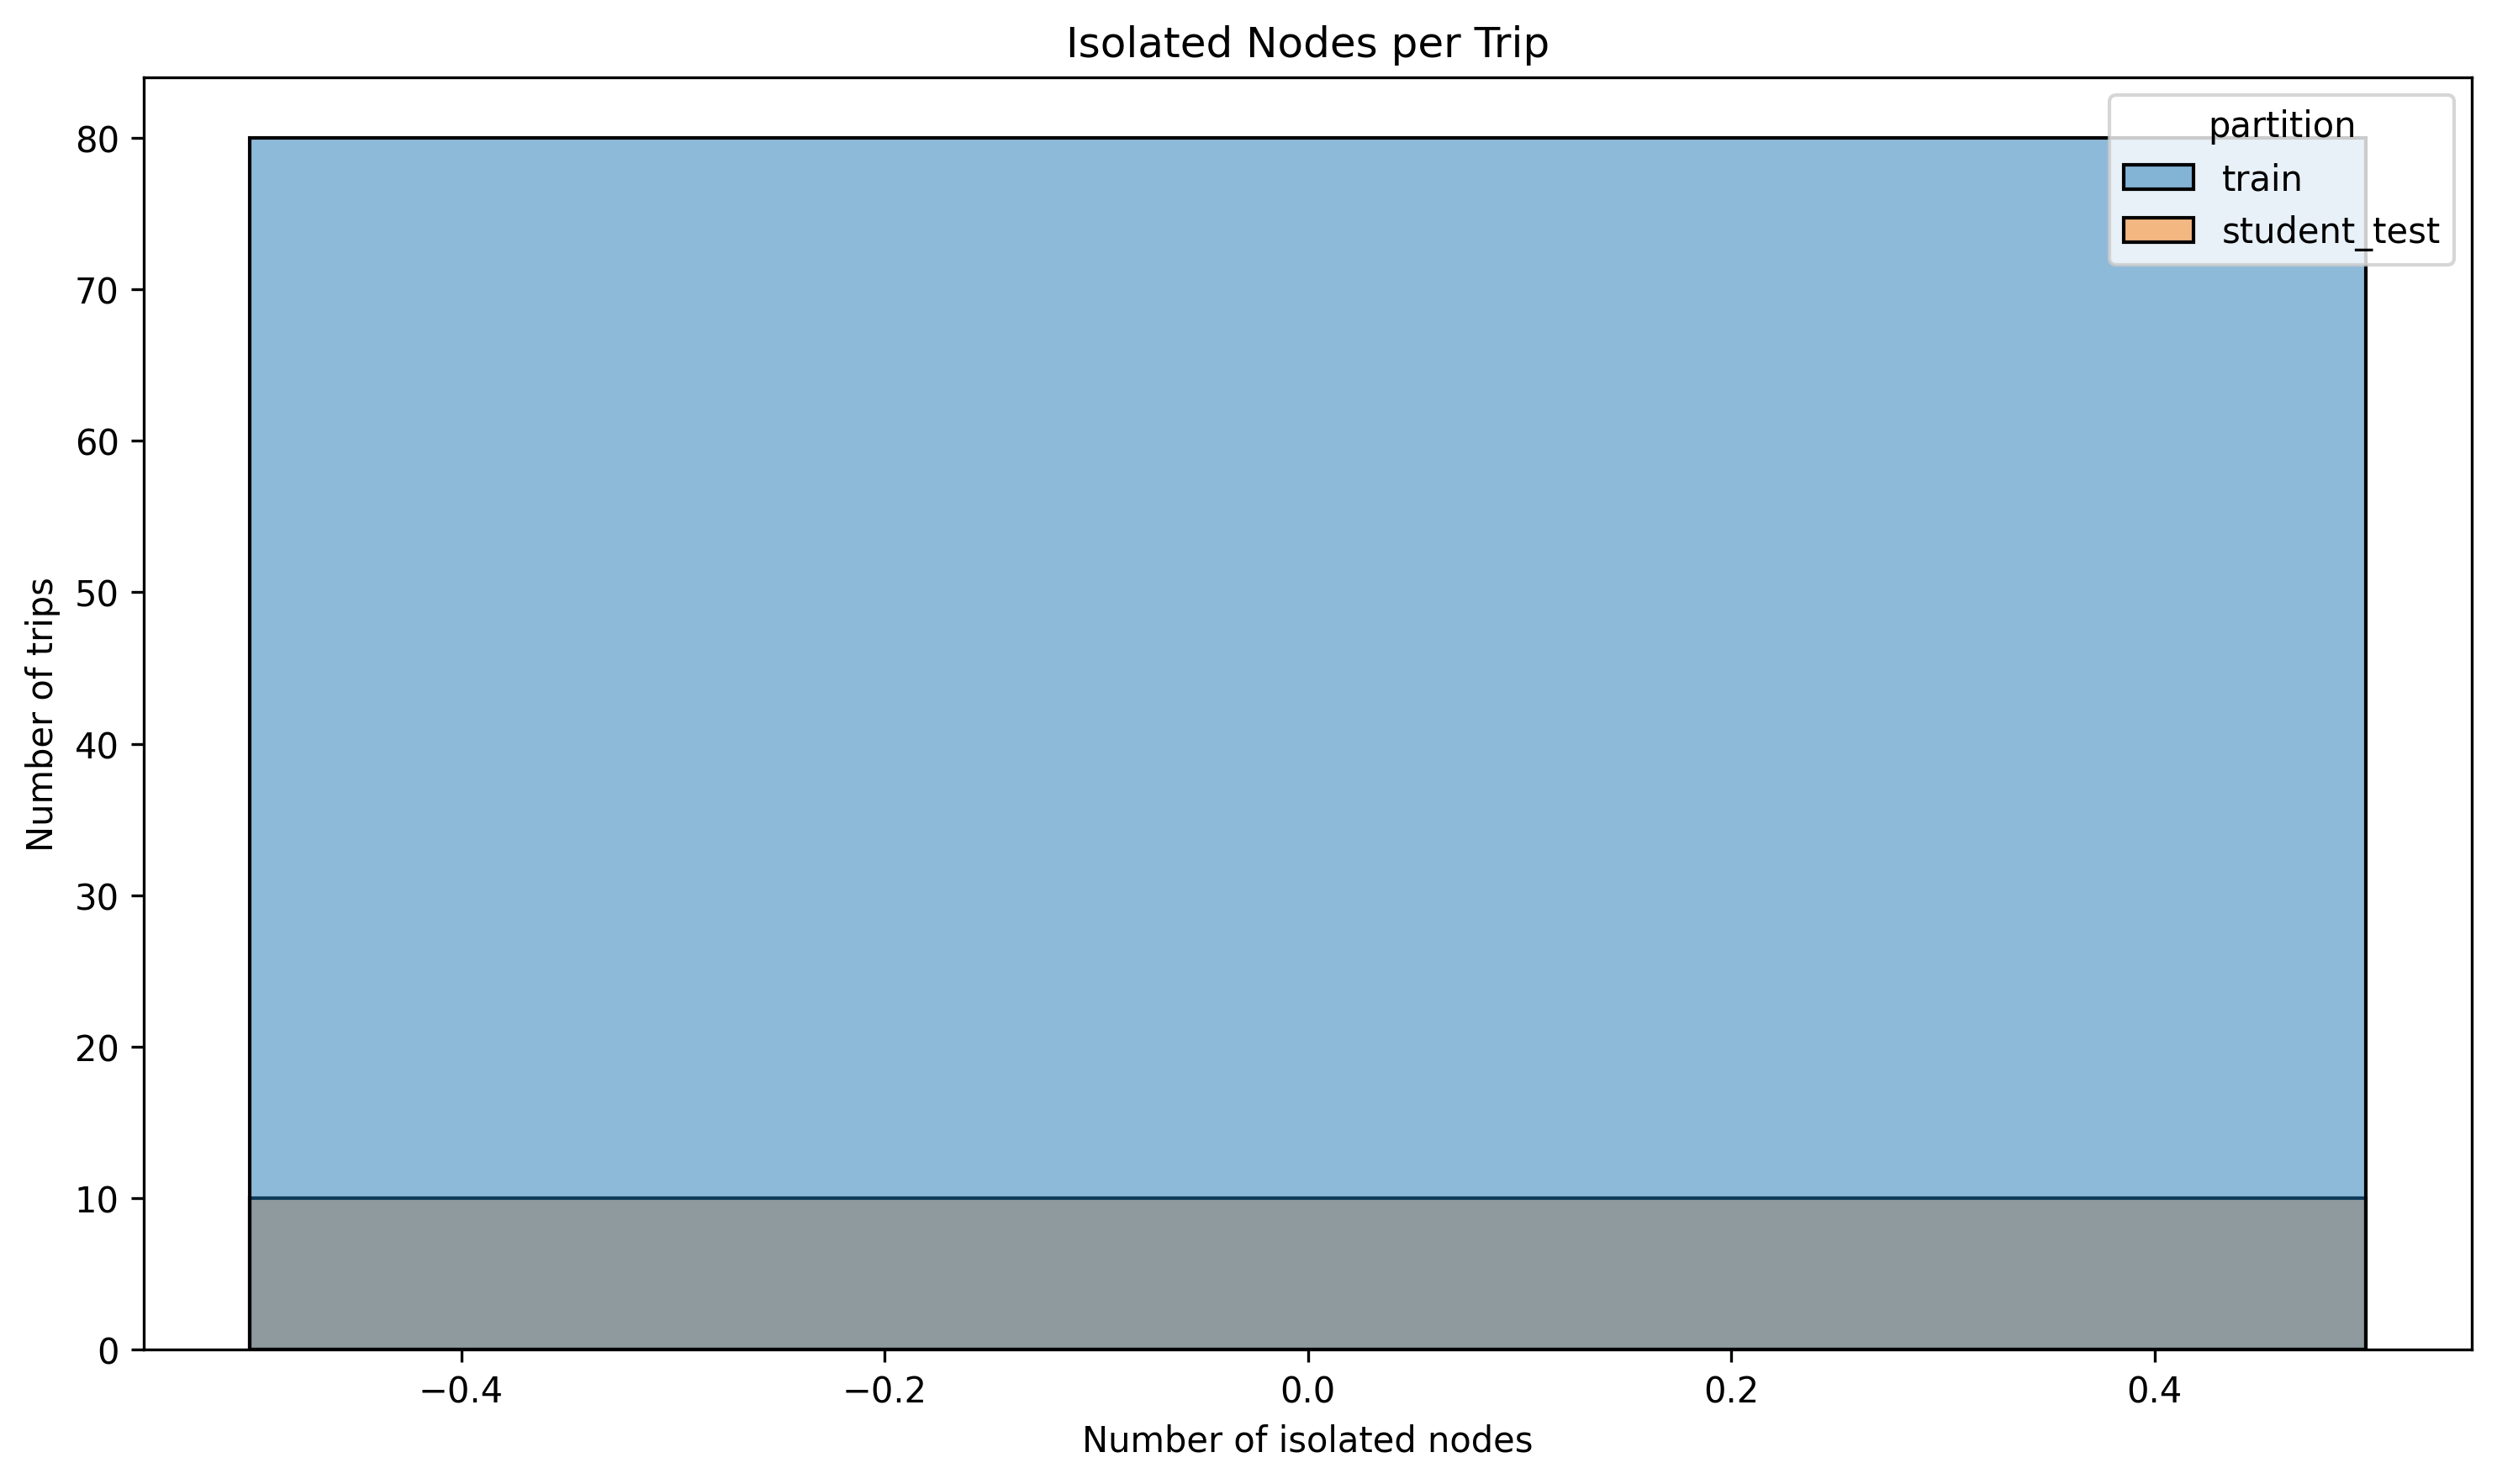 Isolated Nodes per Trip
partition
train
student_test
80
70
60
50
40
30
20
10
0
Number of trips
−0.4 −0.2 0.0 0.2 0.4
Number of isolated nodes